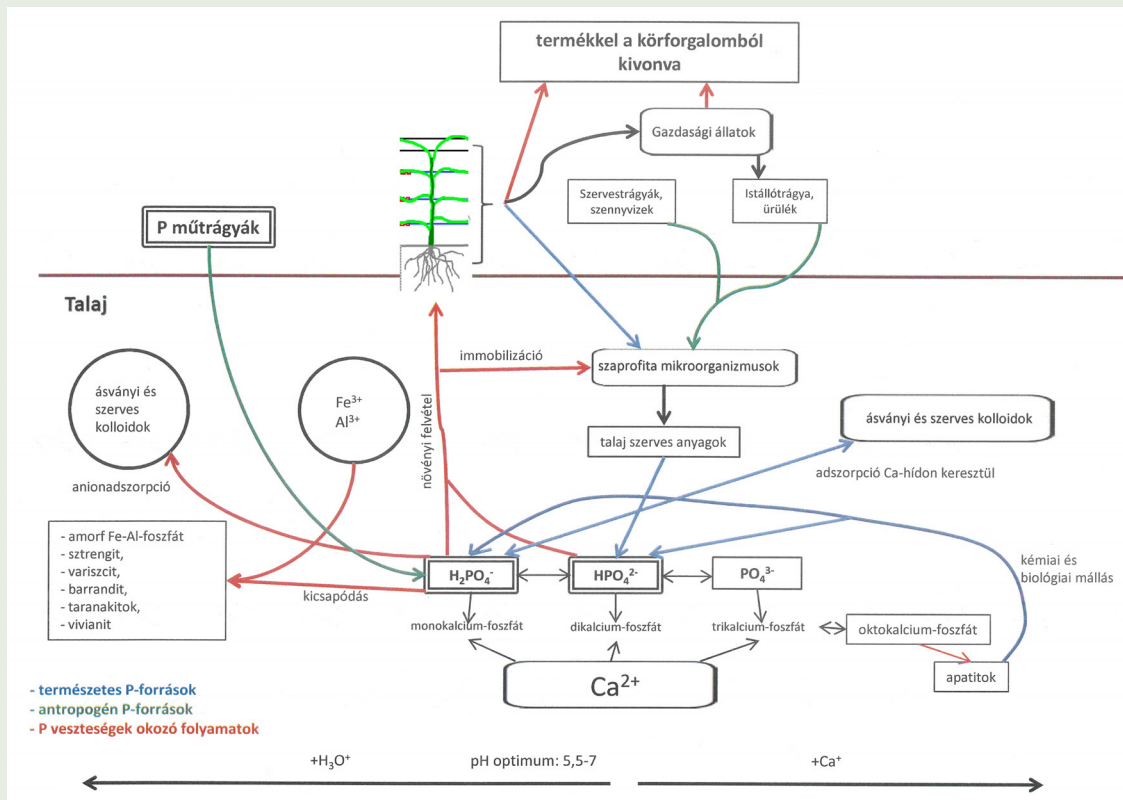 termékkel a körforgalomból
kivonva
Gazdasági állatok
Szervestrágyák,
szennyvizek
Istállótrágya,
ürülék
P műtrágyák
Talaj
immobilizáció
szaprofita mikroorganizmusok
ásványi és
szerves
kolloidok
Fe³⁺
Al³⁺
növényi felvétel
talaj szerves anyagok
ásványi és szerves kolloidok
adszorpció Ca-hídon keresztül
anionadszorpció
- amorf Fe-Al-foszfát
- sztrengit,
- variszcit,
- barrandit,
- taranakitok,
- vivianit
kicsapódás
H₂PO₄⁻
HPO₄²⁻
PO₄³⁻
kémiai és
biológiai mállás
monokalcium-foszfát
dikalcium-foszfát
trikalcium-foszfát
oktokalcium-foszfát
apatitok
Ca²⁺
- természetes P-források
- antropogén P-források
- P veszteségek okozó folyamatok
+H₃O⁺
pH optimum: 5,5-7
+Ca⁺